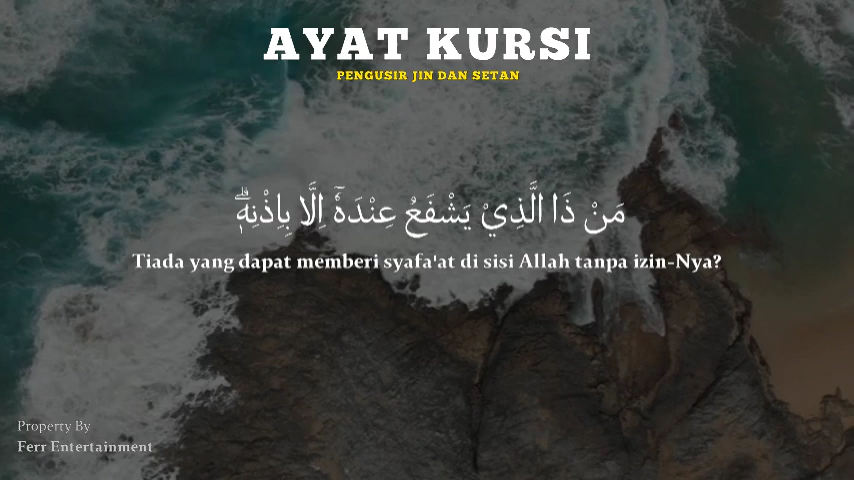 AYAT KURSI
PENGUSIR JIN DAN SETAN
مَنْ ذَا الَّذِيْ يَشْفَعُ عِنْدَهٗٓ اِلَّا بِاِذْنِهٖۗ
Tiada yang dapat memberi syafa'at di sisi Allah tanpa izin-Nya?
Property By
Ferr Entertainment